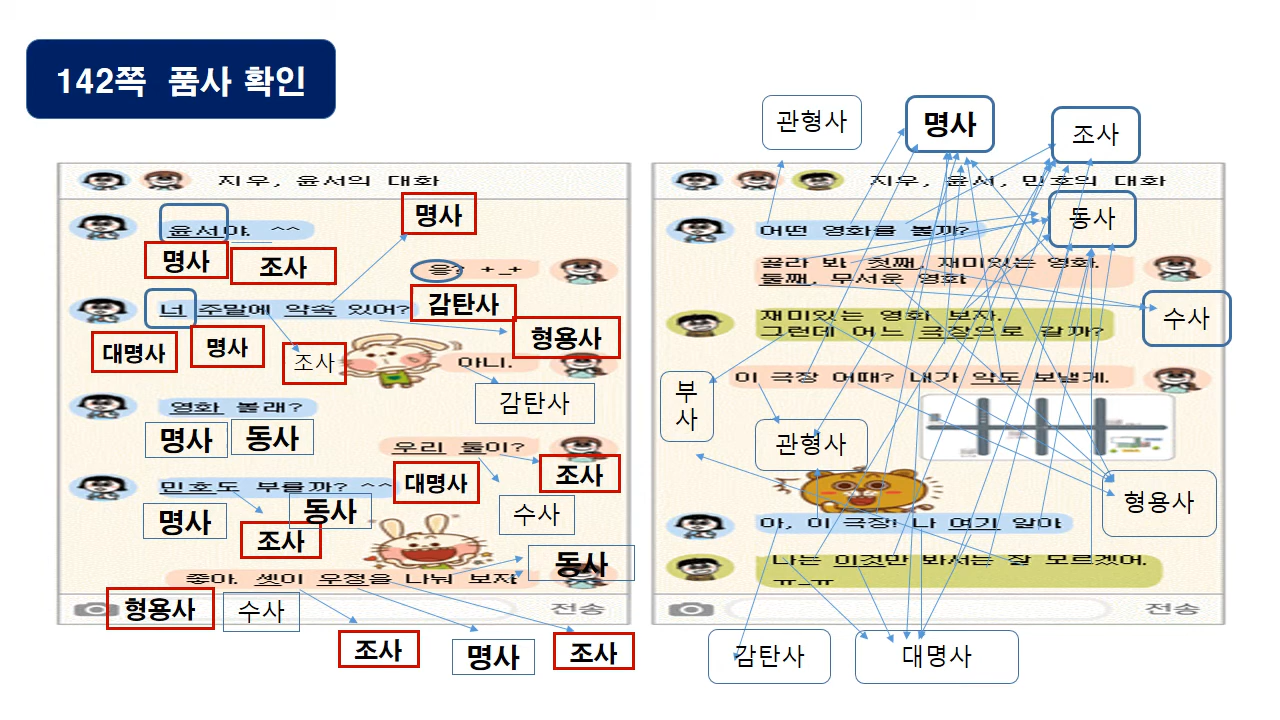 142쪽 품사 확인
지우, 윤서의 대화
윤서야. ^^
명사
조사
명사
응? +_+
감탄사
너 주말에 약속 있어?
대명사
명사
조사
형용사
아니.
감탄사
영화 볼래?
명사
동사
우리 둘이?
대명사
조사
수사
민호도 부를까? ^^
명사
조사
동사
좋아. 셋이 우정을 나눠 보자
동사
형용사
수사
전송
조사
명사
조사
관형사
명사
조사
지우, 윤서, 민호의 대화
동사
어떤 영화를 볼까?
골라 봐. 첫째, 재미있는 영화.
둘째, 무서운 영화
수사
재미있는 영화 보자.
그런데 어느 극장으로 갈까?
이 극장 어때? 내가 약도 보낼게.
부사
관형사
형용사
아, 이 극장! 나 여기 알아
나는 이것만 봐서는 잘 모르겠어.
ㅠ_ㅠ
전송
감탄사
대명사